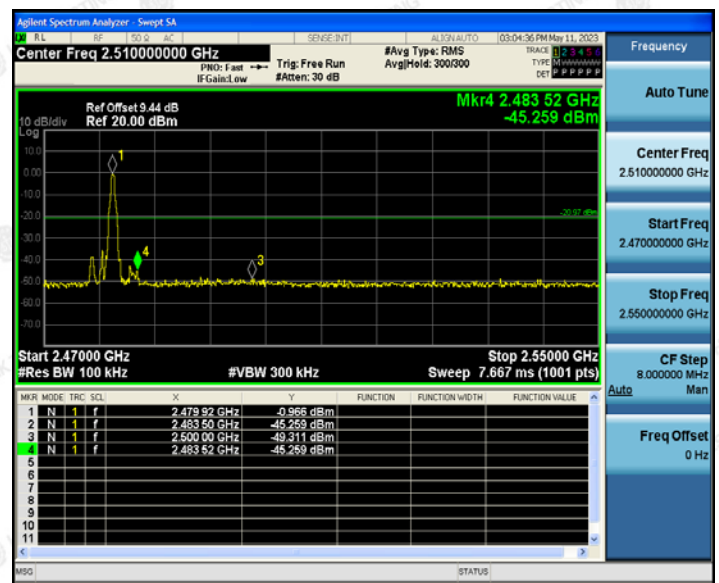 Agilent Spectrum Analyzer - Swept SA
RL RF 50 Ω AC SENSE:INT ALIGN AUTO 03:04:36 PM May 11, 2023
Center Freq 2.510000000 GHz
PNO: Fast
IFGain:Low
Trig: Free Run
#Atten: 30 dB
#Avg Type: RMS
Avg|Hold: 300/300
TRACE 1 2 3 4 5 6
TYPE M WWWWW
DET P P P P P P
Ref Offset 9.44 dB
10 dB/div Ref 20.00 dBm
Log
Mkr4 2.483 52 GHz
-45.259 dBm
10.0
0.00
-10.0
-20.0
-30.0
-40.0
-50.0
-60.0
-70.0
1
4
3
-20.97 dBm
Start 2.47000 GHz Stop 2.55000 GHz
#Res BW 100 kHz #VBW 300 kHz Sweep 7.667 ms (1001 pts)
MKR MODE TRC SCL X Y FUNCTION FUNCTION WIDTH FUNCTION VALUE
1 N 1 f 2.479 92 GHz -0.966 dBm
2 N 1 f 2.483 50 GHz -45.259 dBm
3 N 1 f 2.500 00 GHz -49.311 dBm
4 N 1 f 2.483 52 GHz -45.259 dBm
5
6
7
8
9
10
11
MSG STATUS
Frequency
Auto Tune
Center Freq
2.510000000 GHz
Start Freq
2.470000000 GHz
Stop Freq
2.550000000 GHz
CF Step
8.000000 MHz
Auto Man
Freq Offset
0 Hz